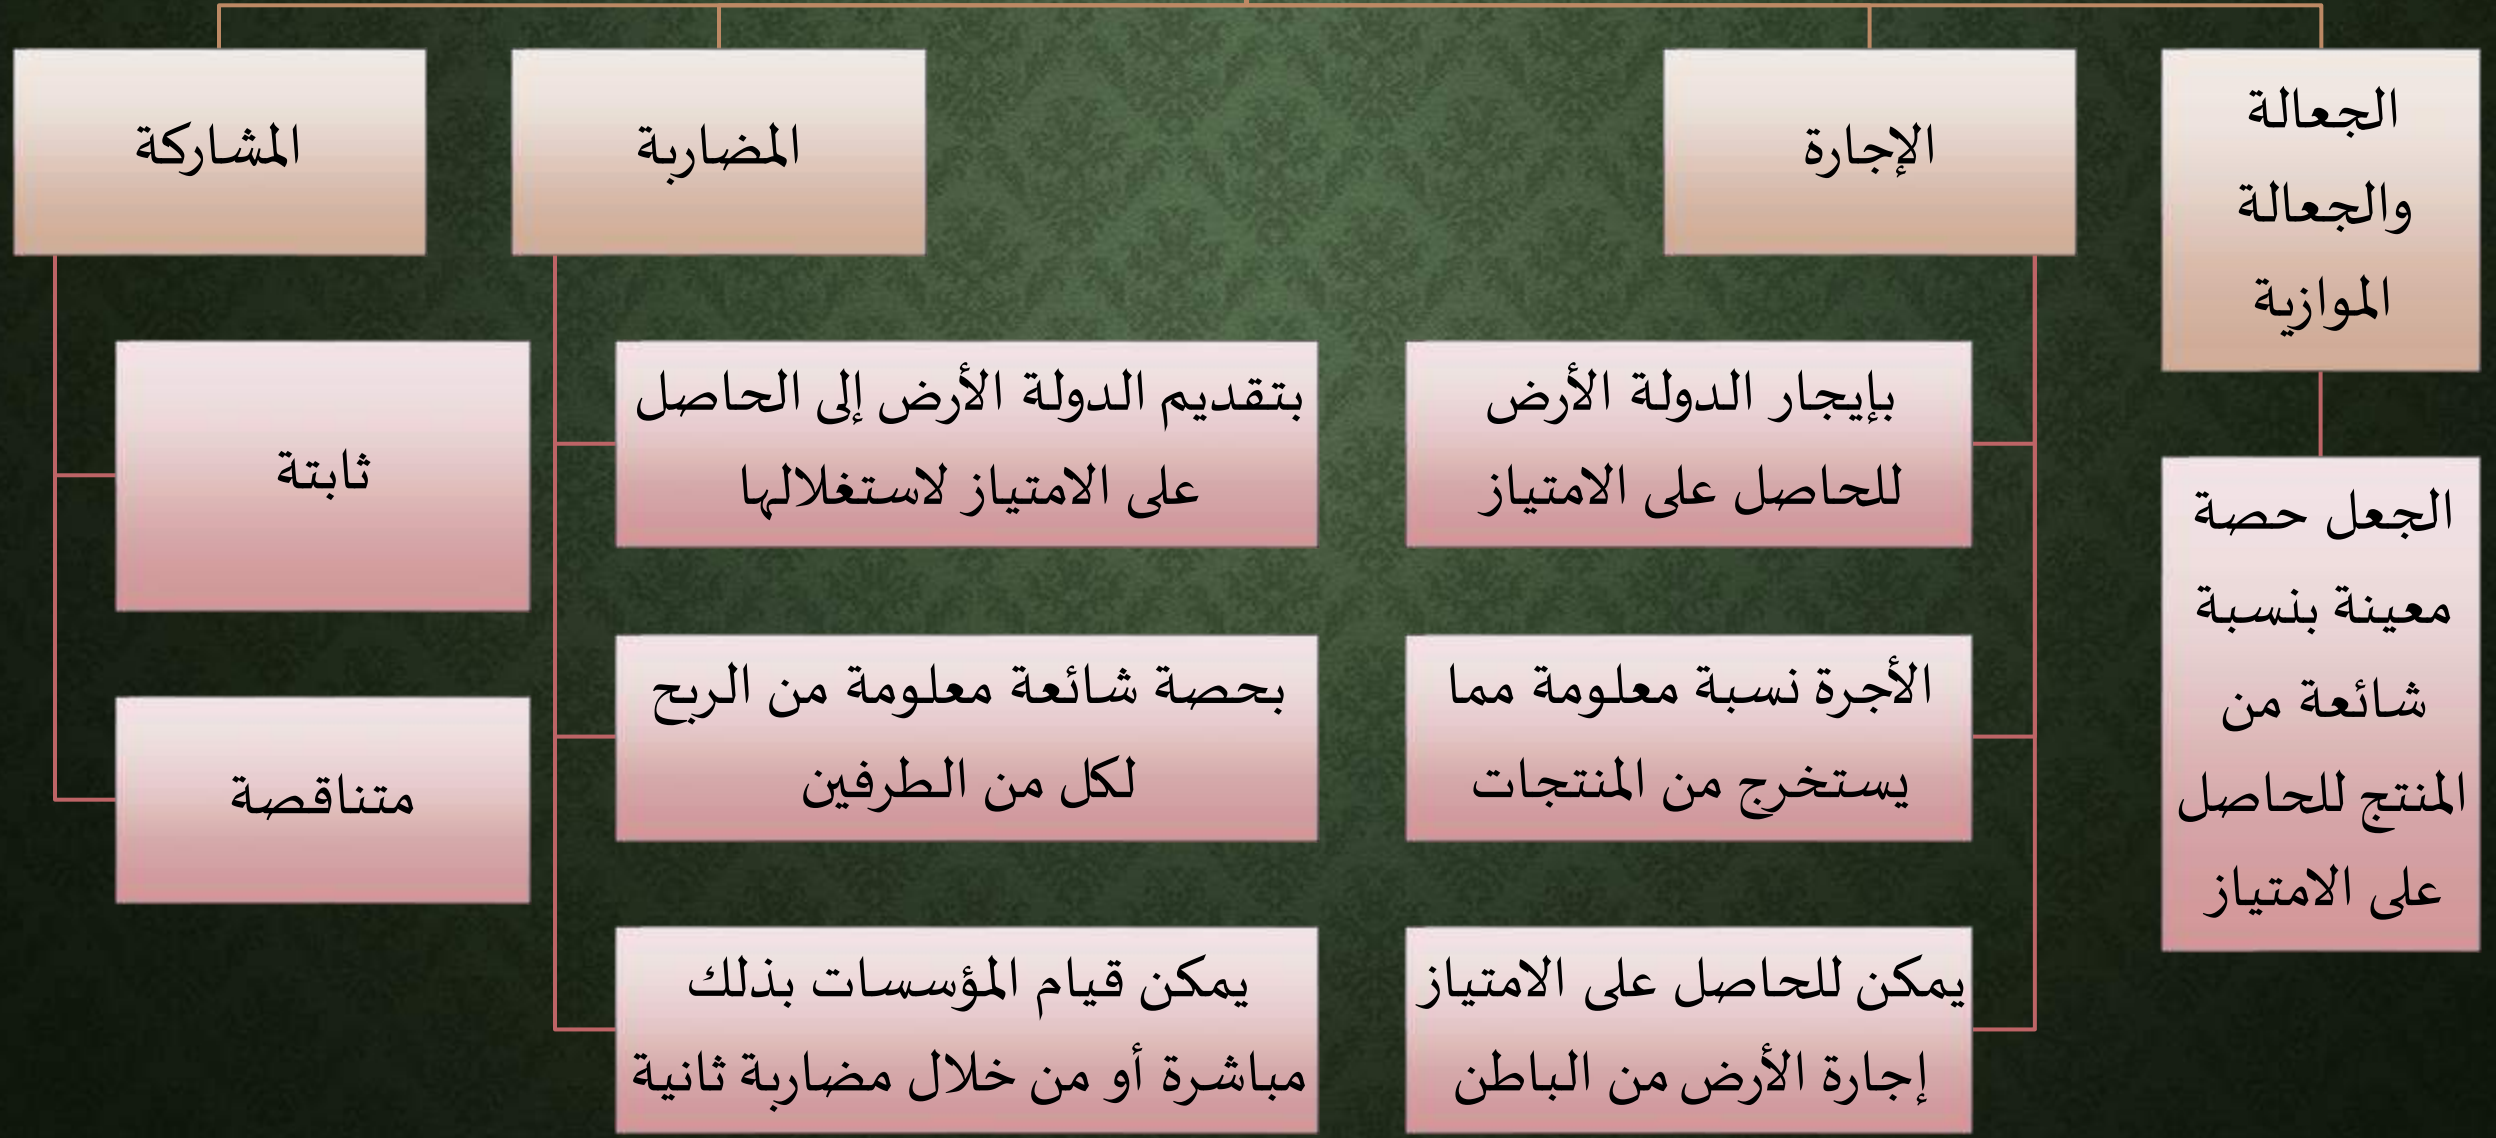 الجعالة
والجعالة
الموازية
الجعل حصة
معينة بنسبة
شائعة من
المنتج للحاصل
على الامتياز
الإجارة
بإيجار الدولة الأرض
للحاصل على الامتياز
الأجرة نسبة معلومة مما
يستخرج من المنتجات
يمكن للحاصل على الامتياز
إجارة الأرض من الباطن
المضاربة
بتقديم الدولة الأرض إلى الحاصل
على الامتياز لاستغلالها
بحصة شائعة معلومة من الربح
لكل من الطرفين
يمكن قيام المؤسسات بذلك
مباشرة أو من خلال مضاربة ثانية
المشاركة
ثابتة
متناقصة